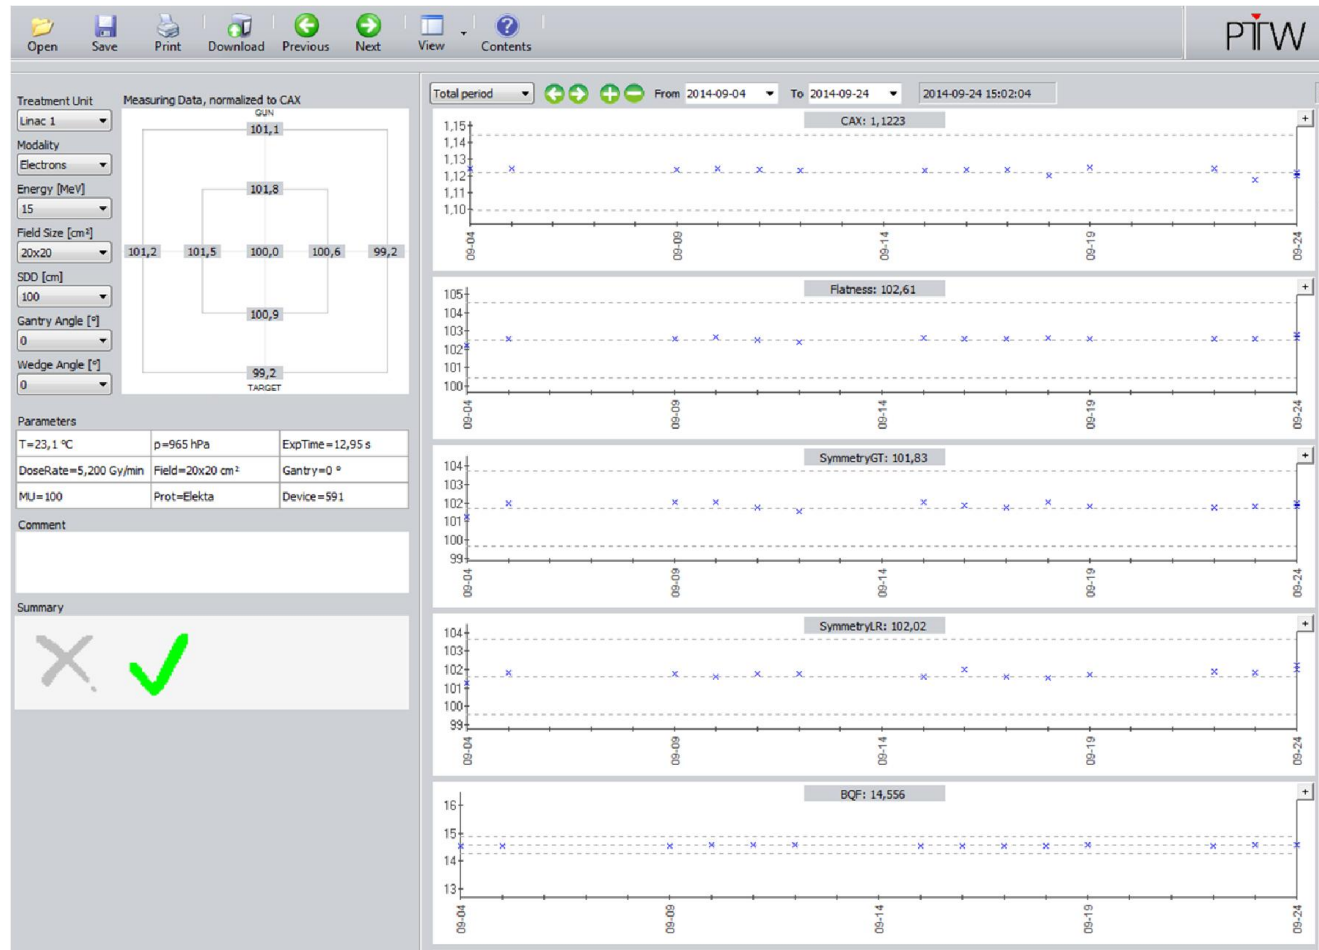 Open Save Print Download Previous Next View Contents
PTW
Treatment Unit
Linac 1
Modality
Electrons
Energy [MeV]
15
Field Size [cm²]
20x20
SDD [cm]
100
Gantry Angle [°]
0
Wedge Angle [°]
0
Measuring Data, normalized to CAX
GUN
101,1
101,8
101,2 101,5 100,0 100,6 99,2
100,9
99,2
TARGET
Parameters
T=23,1 °C p=965 hPa ExpTime=12,95 s
DoseRate=5,200 Gy/min Field=20x20 cm² Gantry=0 °
MU=100 Prot=Elekta Device=591
Comment
Summary
Total period From 2014-09-04 To 2014-09-24 2014-09-24 15:02:04
CAX: 1,1223
+
1,15
1,14
1,13
1,12
1,11
1,10
09-04 09-09 09-14 09-19 09-24
Flatness: 102,61
+
105
104
103
102
101
100
09-04 09-09 09-14 09-19 09-24
SymmetryGT: 101,83
+
104
103
102
101
100
99
09-04 09-09 09-14 09-19 09-24
SymmetryLR: 102,02
+
104
103
102
101
100
99
09-04 09-09 09-14 09-19 09-24
BQF: 14,556
+
16
15
14
13
09-04 09-09 09-14 09-19 09-24